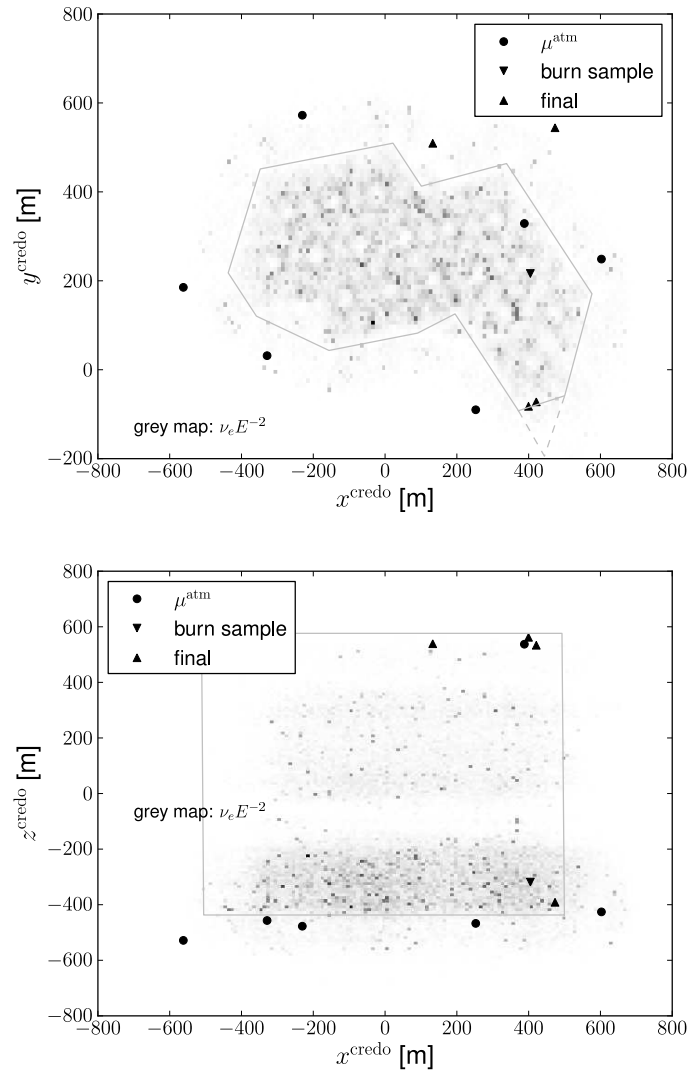 800
600
400
200
0
−200
y^credo [m]
−800 −600 −400 −200 0 200 400 600 800
x^credo [m]
μ^atm
burn sample
final
grey map: ν_e E^−2
800
600
400
200
0
−200
−400
−600
−800
z^credo [m]
−800 −600 −400 −200 0 200 400 600 800
x^credo [m]
μ^atm
burn sample
final
grey map: ν_e E^−2